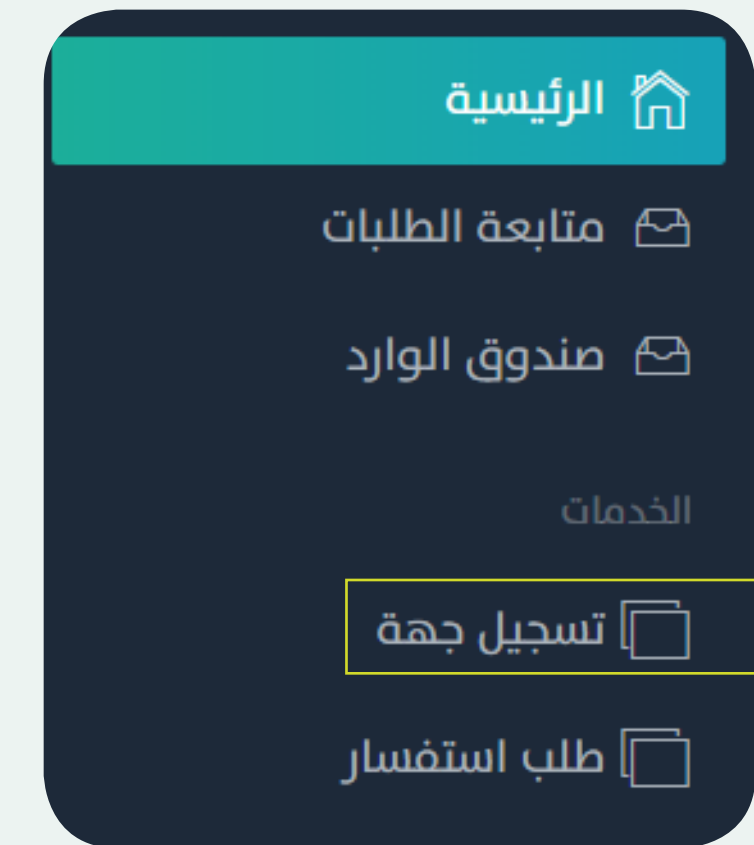 الرئيسية
متابعة الطلبات
صندوق الوارد
الخدمات
تسجيل جهة
طلب استفسار